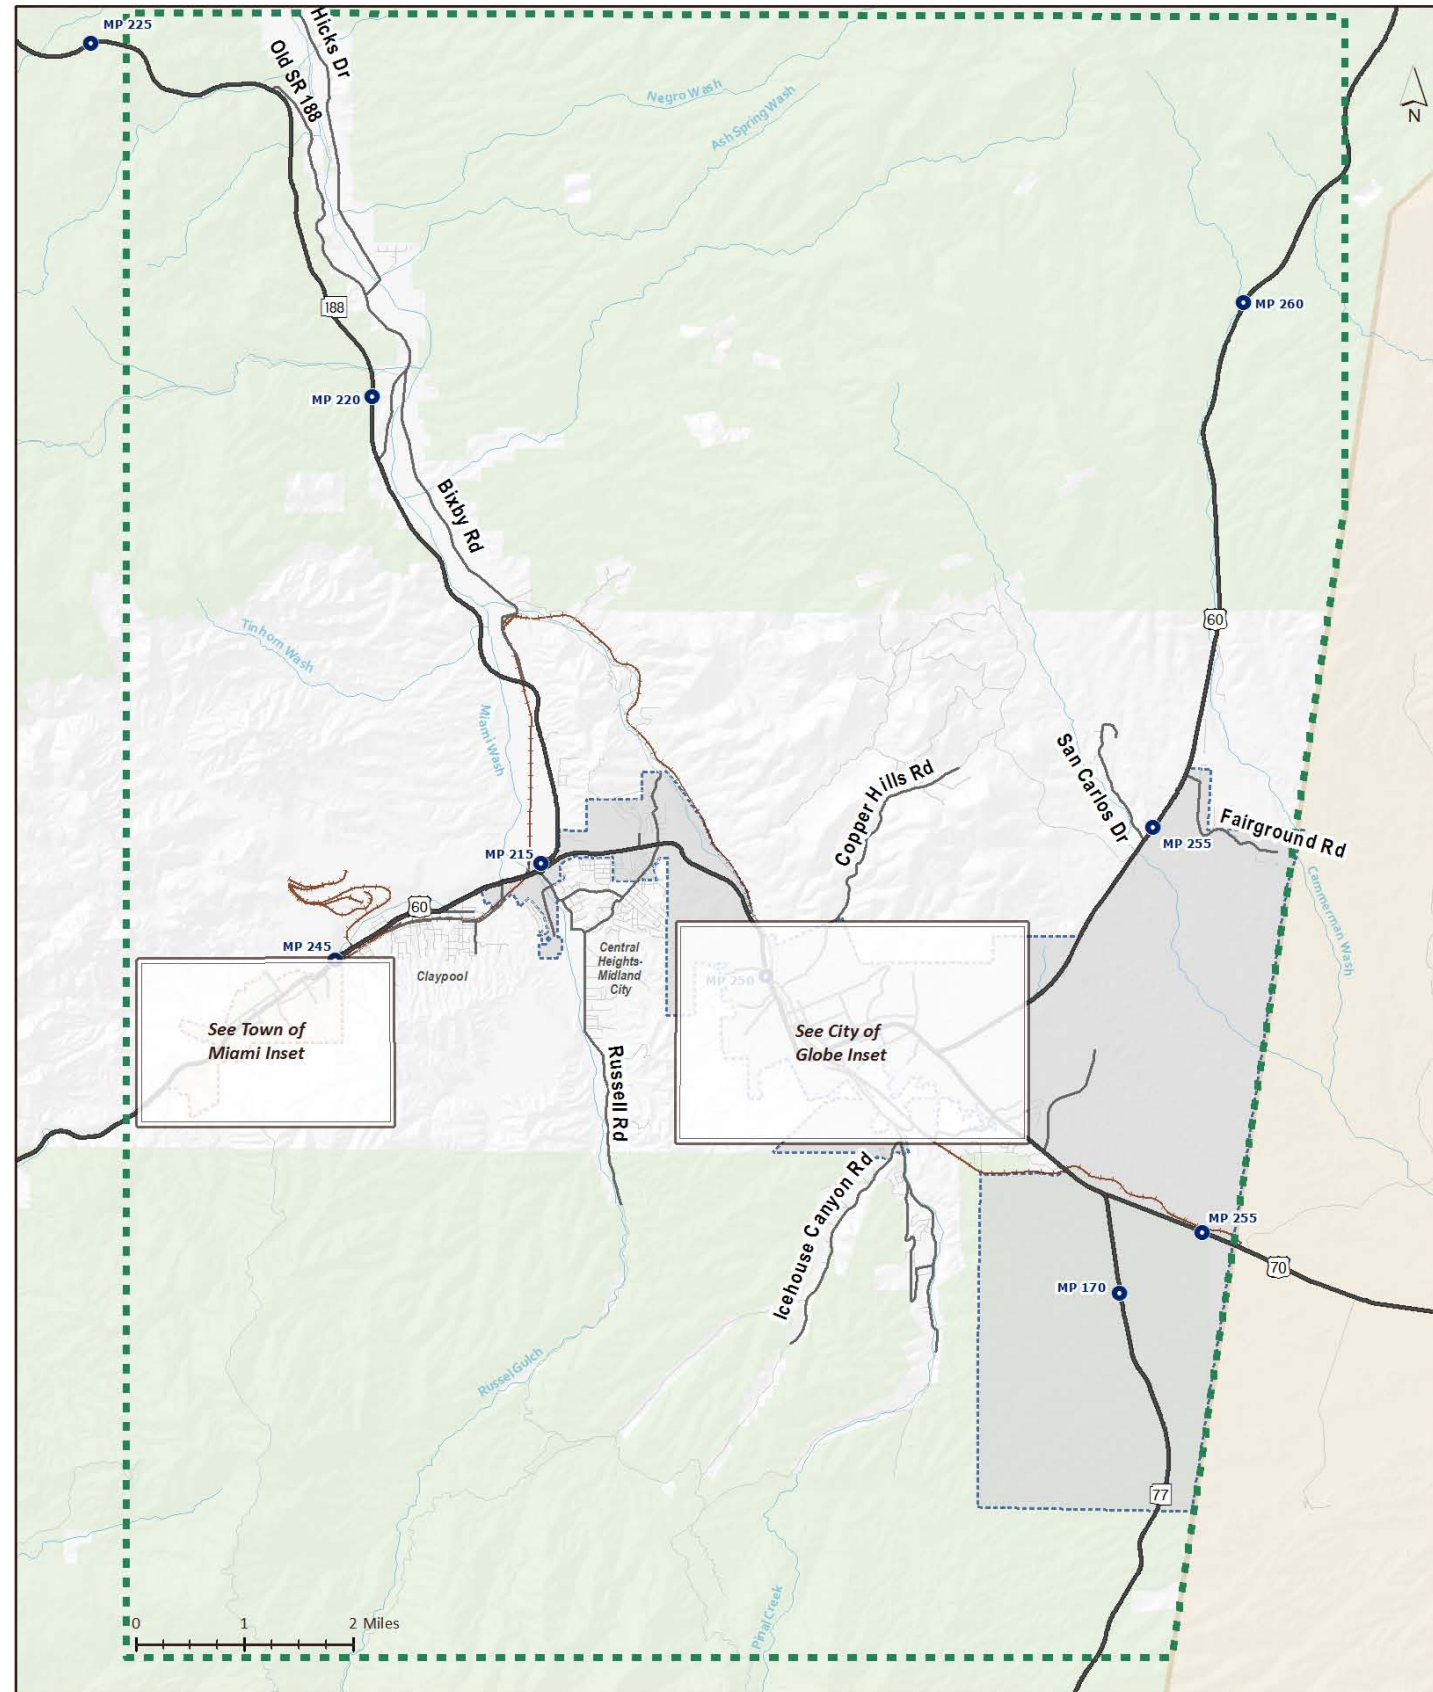 MP 225
Hicks Dr
Old SR 188
Negro Wash
Ash Spring Wash
N
188
MP 260
MP 220
Bixby Rd
60
Tinhorn Wash
Miami Wash
San Carlos Dr
Copper Hills Rd
MP 255
Fairground Rd
MP 215
60
Cammerman Wash
MP 245
Claypool
Central
Heights-
Midland
City
MP 250
See Town of
Miami Inset
See City of
Globe Inset
Russell Rd
Icehouse Canyon Rd
MP 255
70
MP 170
Russel Gulch
77
Pinal Creek
0 1 2 Miles